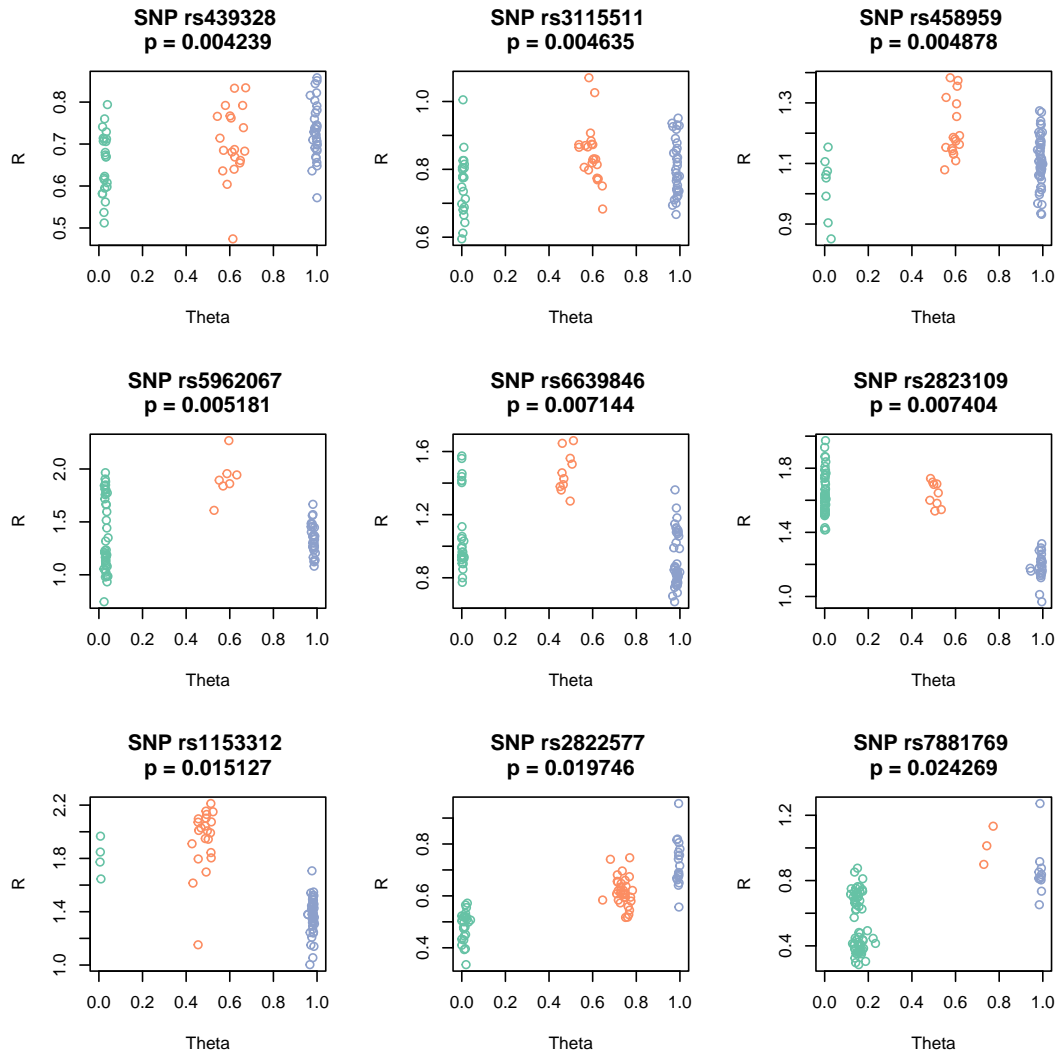 SNP rs439328
p = 0.004239
R
0.5 0.6 0.7 0.8
0.0 0.2 0.4 0.6 0.8 1.0
Theta
SNP rs3115511
p = 0.004635
R
0.6 0.8 1.0
0.0 0.2 0.4 0.6 0.8 1.0
Theta
SNP rs458959
p = 0.004878
R
0.9 1.1 1.3
0.0 0.2 0.4 0.6 0.8 1.0
Theta
SNP rs5962067
p = 0.005181
R
1.0 1.5 2.0
0.0 0.2 0.4 0.6 0.8 1.0
Theta
SNP rs6639846
p = 0.007144
R
0.8 1.2 1.6
0.0 0.2 0.4 0.6 0.8 1.0
Theta
SNP rs2823109
p = 0.007404
R
1.0 1.4 1.8
0.0 0.2 0.4 0.6 0.8 1.0
Theta
SNP rs1153312
p = 0.015127
R
1.0 1.4 1.8 2.2
0.0 0.2 0.4 0.6 0.8 1.0
Theta
SNP rs2822577
p = 0.019746
R
0.4 0.6 0.8
0.0 0.2 0.4 0.6 0.8 1.0
Theta
SNP rs7881769
p = 0.024269
R
0.4 0.8 1.2
0.0 0.2 0.4 0.6 0.8 1.0
Theta